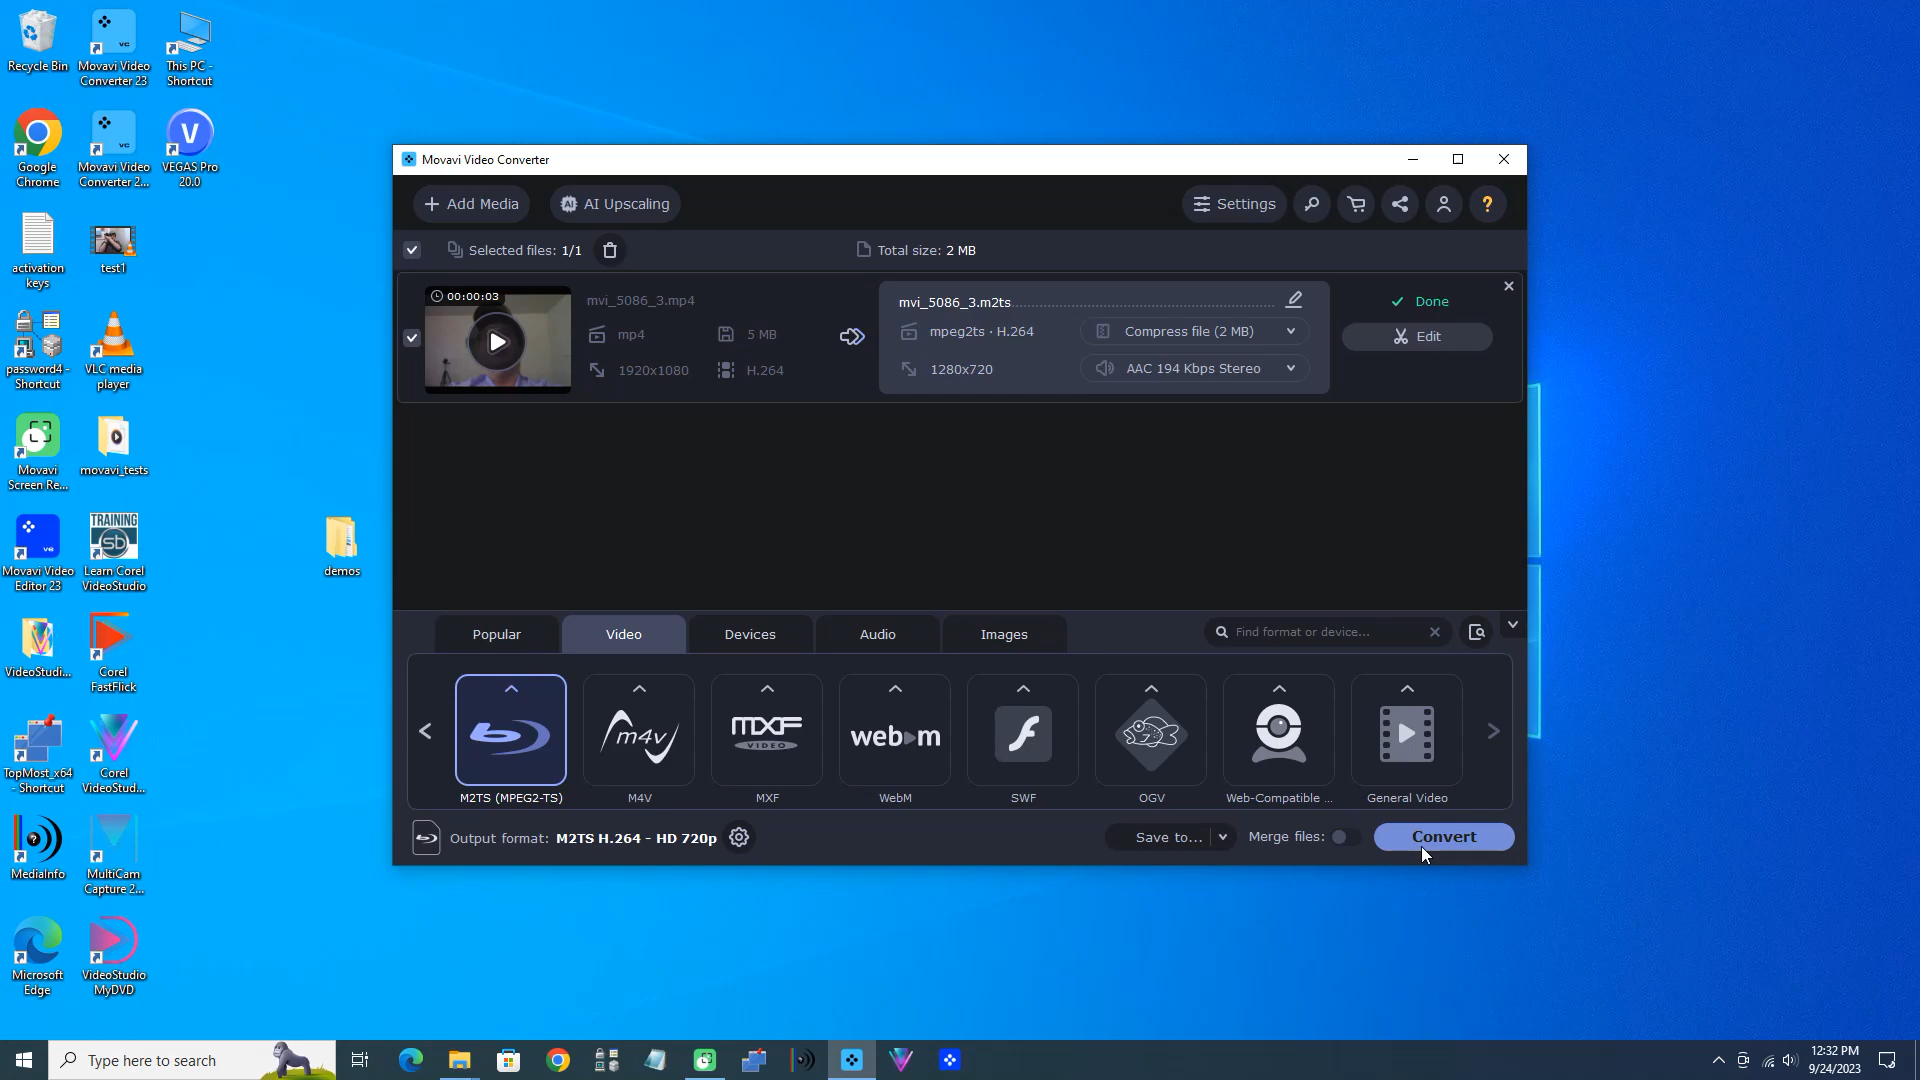 Recycle Bin
Movavi Video
Converter 23
This PC -
Shortcut
Google
Chrome
Movavi Video
Converter 2...
VEGAS Pro
20.0
activation
keys
test1
password4 -
Shortcut
VLC media
player
Movavi
Screen Re...
movavi_tests
Movavi Video
Editor 23
TRAINING
sb
Learn Corel
VideoStudio
demos
VideoStudi...
Corel
FastFlick
TopMost_x64
- Shortcut
Corel
VideoStud...
MediaInfo
MultiCam
Capture 2...
Microsoft
Edge
VideoStudio
MyDVD
Movavi Video Converter
Add Media
AI Upscaling
Settings
Selected files: 1/1
Total size: 2 MB
00:00:03
mvi_5086_3.mp4
mp4
5 MB
1920x1080
H.264
mvi_5086_3.m2ts
mpeg2ts · H.264
Compress file (2 MB)
1280x720
AAC 194 Kbps Stereo
Done
Edit
Popular
Video
Devices
Audio
Images
Find format or device...
m4v
MXF
VIDEO
webm
M2TS (MPEG2-TS)
M4V
MXF
WebM
SWF
OGV
Web-Compatible ...
General Video
Output format: M2TS H.264 - HD 720p
Save to...
Merge files:
Convert
Type here to search
12:32 PM
9/24/2023